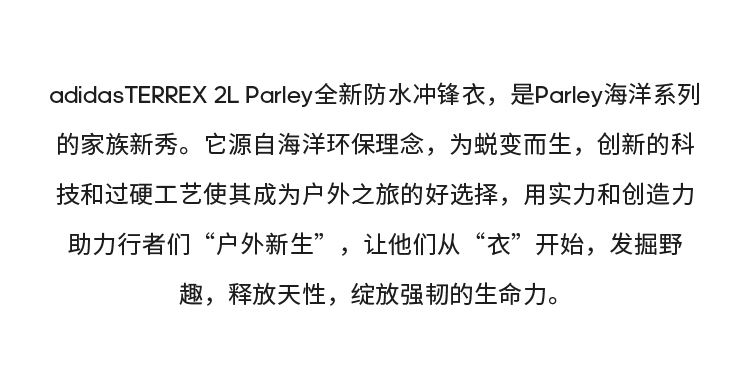 adidasTERREX 2L Parley全新防水冲锋衣，是Parley海洋系列
的家族新秀。它源自海洋环保理念，为蜕变而生，创新的科
技和过硬工艺使其成为户外之旅的好选择，用实力和创造力
助力行者们“户外新生”，让他们从“衣”开始，发掘野
趣，释放天性，绽放强韧的生命力。